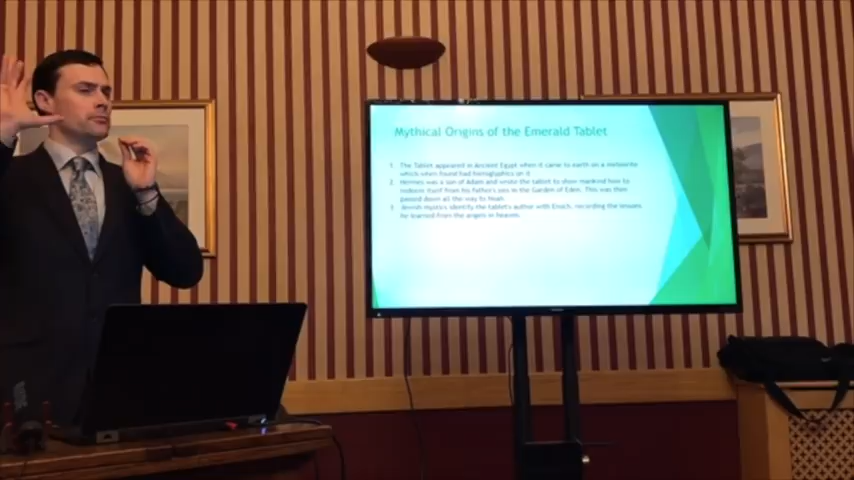 Mythical Origins of the Emerald Tablet
1. The Tablet appeared in Ancient Egypt when it came to earth on a meteorite
which when found had hieroglyphics on it
2. Hermes was a son of Adam and wrote the tablet to show mankind how to
redeem itself from his father's sins in the Garden of Eden. This was then
passed down all the way to Noah
3. Jewish mystics identify the tablet's author with Enoch, recording the lessons
he learned from the angels in heaven.